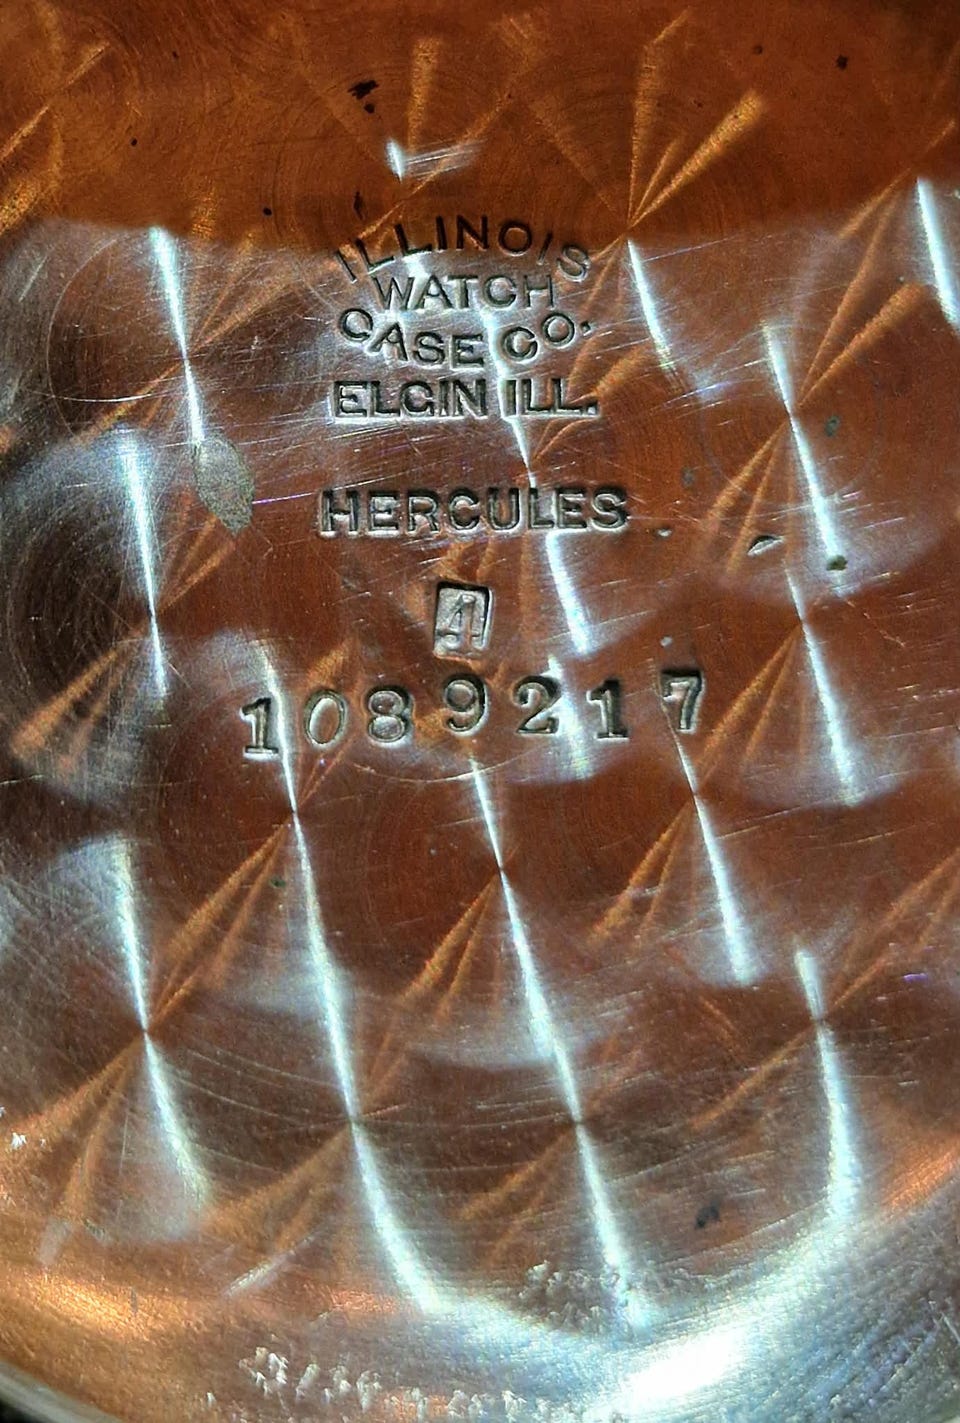 ILLINOIS
WATCH
CASE CO.
ELGIN ILL.
HERCULES
4
1089217